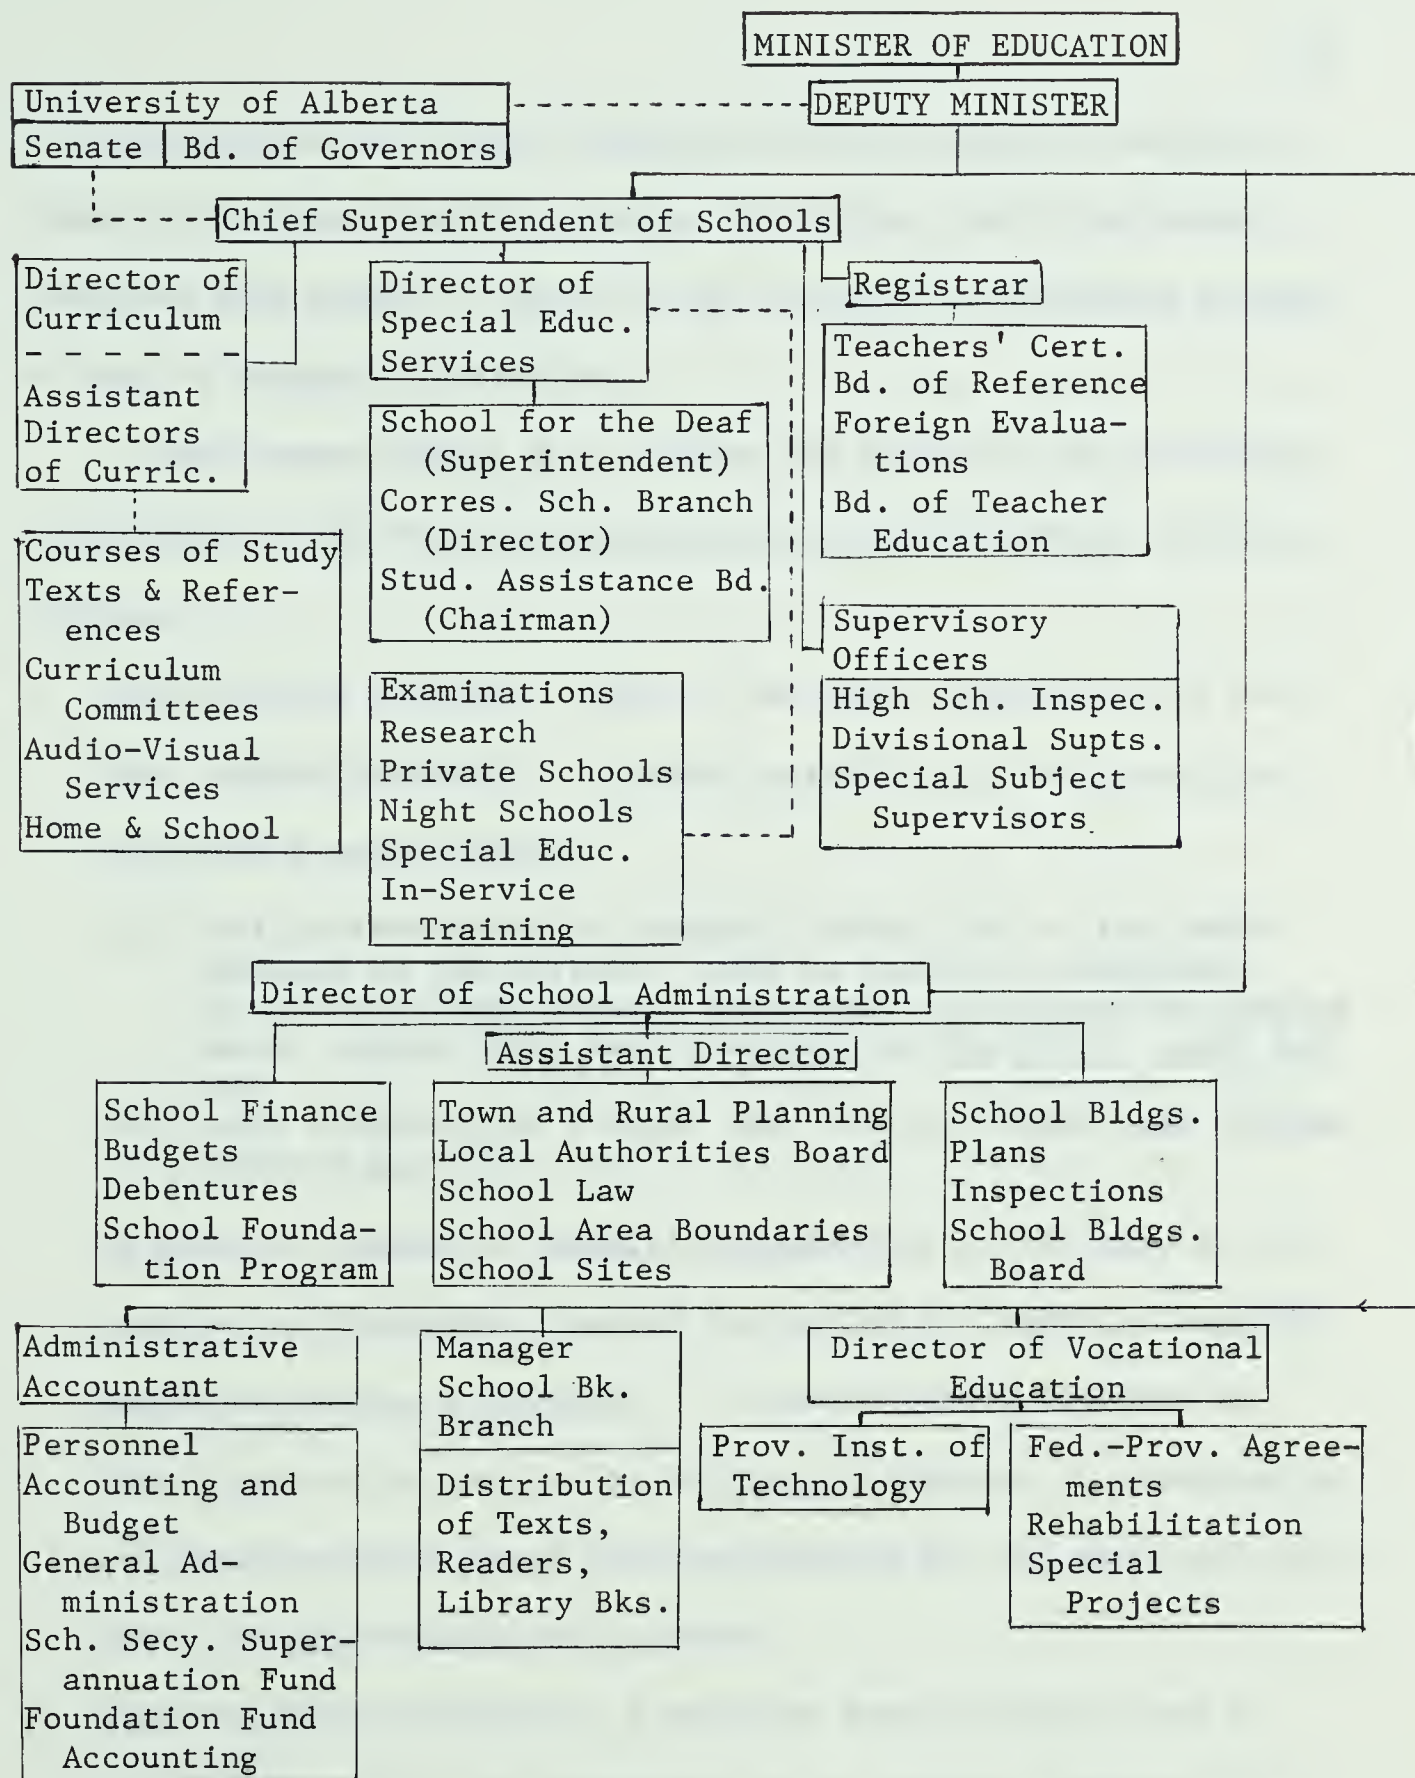 MINISTER OF EDUCATION
University of Alberta
DEPUTY MINISTER
Senate Bd. of Governors
Chief Superintendent of Schools
Director of
Curriculum
Assistant
Directors
of Curric.
Courses of Study
Texts & Refer-
ences
Curriculum
Committees
Audio-Visual
Services
Home & School
Director of
Special Educ.
Services
School for the Deaf
(Superintendent)
Corres. Sch. Branch
(Director)
Stud. Assistance Bd.
(Chairman)
Examinations
Research
Private Schools
Night Schools
Special Educ.
In-Service
Training
Registrar
Teachers' Cert.
Bd. of Reference
Foreign Evalua-
tions
Bd. of Teacher
Education
Supervisory
Officers
High Sch. Inspec.
Divisional Supts.
Special Subject
Supervisors
Director of School Administration
Assistant Director
School Finance
Budgets
Debentures
School Founda-
tion Program
Town and Rural Planning
Local Authorities Board
School Law
School Area Boundaries
School Sites
School Bldgs.
Plans
Inspections
School Bldgs.
Board
Administrative
Accountant
Personnel
Accounting and
Budget
General Ad-
ministration
Sch. Secy. Super-
annuation Fund
Foundation Fund
Accounting
Manager
School Bk.
Branch
Distribution
of Texts,
Readers,
Library Bks.
Director of Vocational
Education
Prov. Inst. of
Technology
Fed.-Prov. Agree-
ments
Rehabilitation
Special
Projects